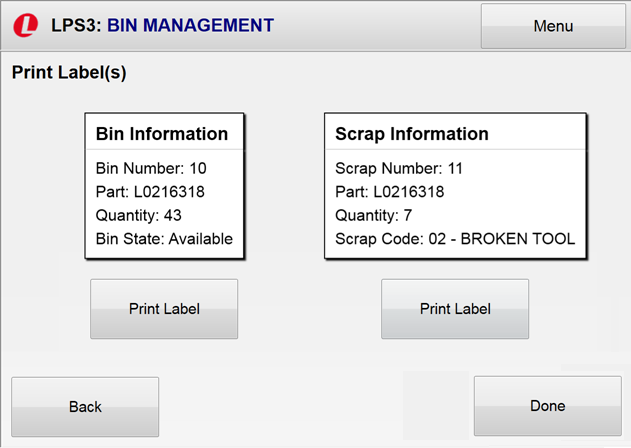 L LPS3: BIN MANAGEMENT
Menu
Print Label(s)
Bin Information
Bin Number: 10
Part: L0216318
Quantity: 43
Bin State: Available
Scrap Information
Scrap Number: 11
Part: L0216318
Quantity: 7
Scrap Code: 02 - BROKEN TOOL
Print Label
Print Label
Back
Done